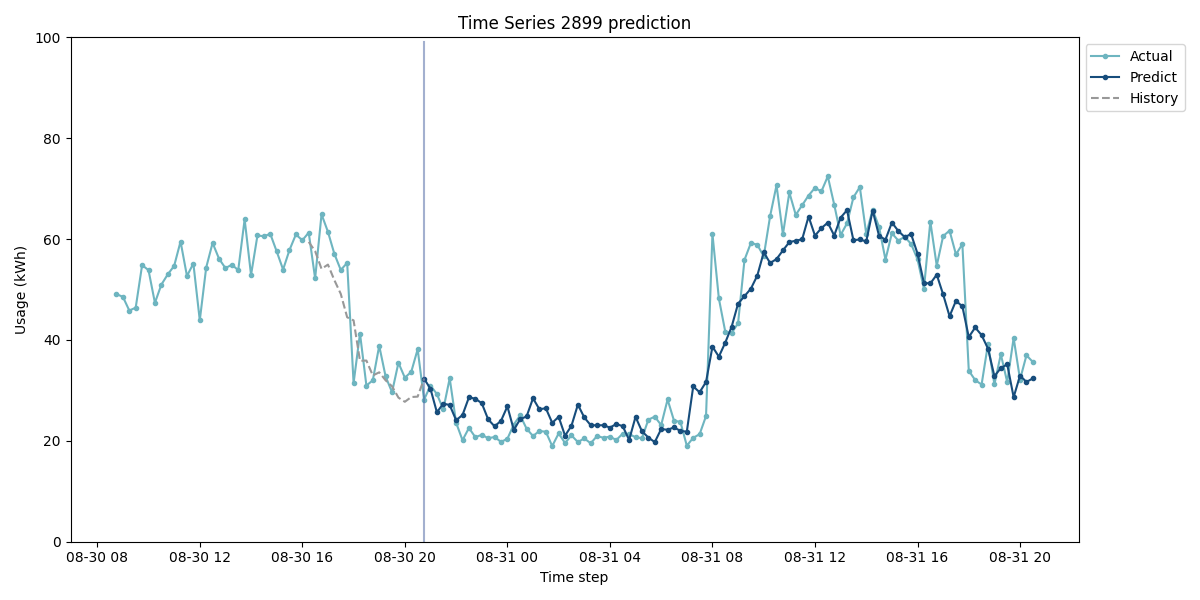 Time Series 2899 prediction
100
80
60
40
20
0
Usage (kWh)
08-30 08
08-30 12
08-30 16
08-30 20
08-31 00
08-31 04
08-31 08
08-31 12
08-31 16
08-31 20
Time step
Actual
Predict
History